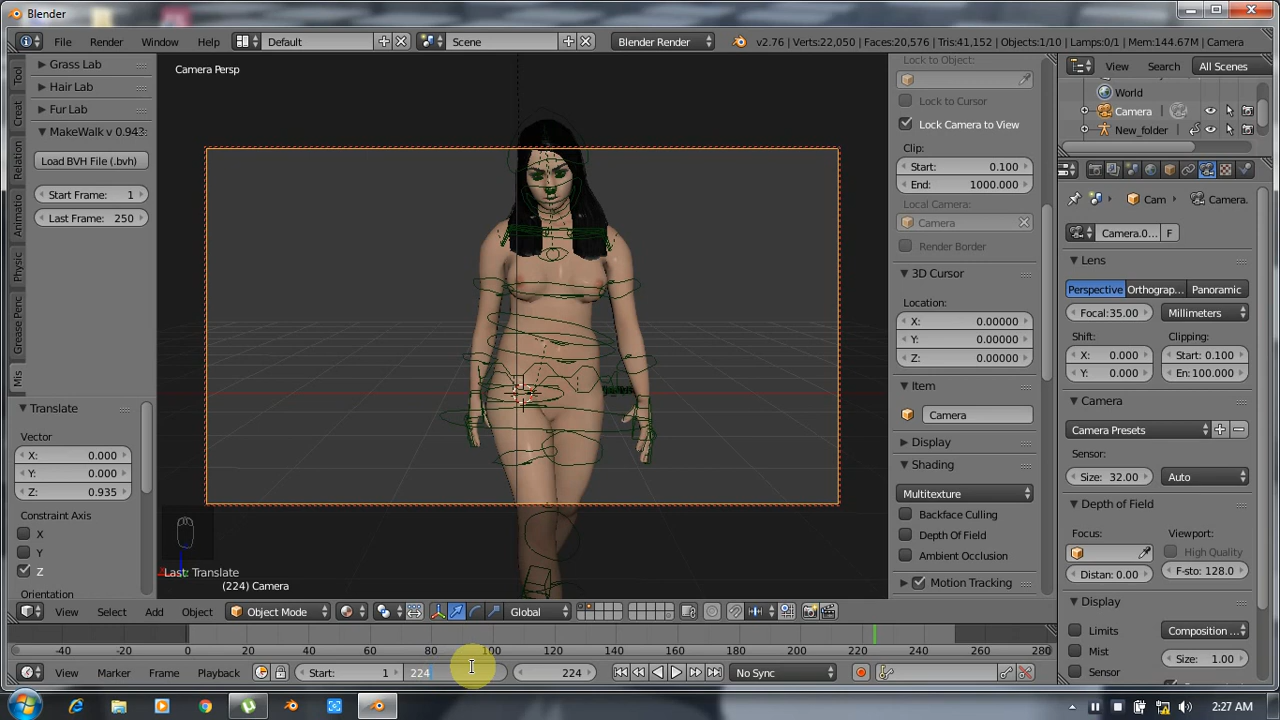 Blender
File Render Window Help Default Scene Blender Render v2.76 | Verts:22,050 | Faces:20,576 | Tris:41,152 | Objects:1/10 | Lamps:0/1 | Mem:144.67M | Camera
Grass Lab
Hair Lab
Fur Lab
MakeWalk v 0.943:
Load BVH File (.bvh)
Start Frame: 1
Last Frame: 250
Tool
Creat
Relation
Animatio
Physic
Grease Penc
Mis
Translate
Vector
X: 0.000
Y: 0.000
Z: 0.935
Constraint Axis
X
Y
Z
Orientation
Camera Persp
Last: Translate
(224) Camera
Lock to Object:
Lock to Cursor
Lock Camera to View
Clip:
Start: 0.100
End: 1000.000
Local Camera:
Camera
Render Border
3D Cursor
Location:
X: 0.00000
Y: 0.00000
Z: 0.00000
Item
Camera
Display
Shading
Multitexture
Backface Culling
Depth Of Field
Ambient Occlusion
Motion Tracking
View Search All Scenes
World
Camera
New_folder
Cam Camera.
Camera.0... F
Lens
Perspective Orthograp... Panoramic
Focal:35.00 Millimeters
Shift: Clipping:
X: 0.000 Start: 0.100
Y: 0.000 En: 100.000
Camera
Camera Presets
Sensor:
Size: 32.00 Auto
Depth of Field
Focus: Viewport:
High Quality
Distan: 0.00 F-sto: 128.0
Display
Limits Composition ...
Mist Size: 1.00
Sensor
View Select Add Object Object Mode Global
-40 -20 0 20 40 60 80 100 120 140 160 180 200 220 240 260 280
View Marker Frame Playback Start: 1 224 224 No Sync
2:27 AM